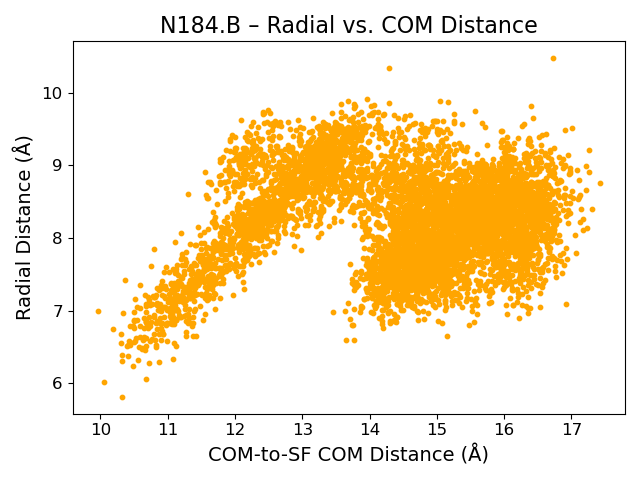 N184.B – Radial vs. COM Distance
Radial Distance (Å)
10
9
8
7
6
10 11 12 13 14 15 16 17
COM-to-SF COM Distance (Å)